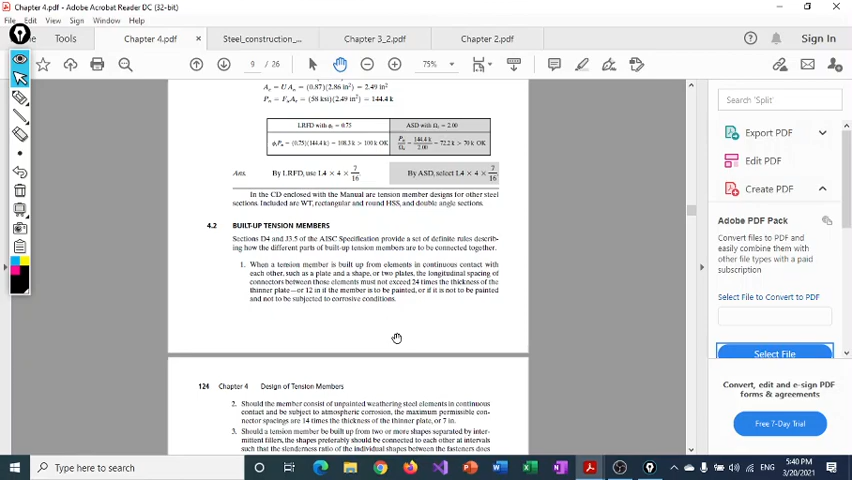 Chapter 4.pdf - Adobe Acrobat Reader DC (32-bit)
File Edit View Sign Window Help
Tools Chapter 4.pdf × Steel_construction_... Chapter 3_2.pdf Chapter 2.pdf Sign In
9 / 26 75%
Ae = U An = (0.87)(2.86 in²) = 2.49 in²
Pn = Fu Ae = (58 ksi)(2.49 in²) = 144.4 k
LRFD with ϕt = 0.75 ASD with Ωt = 2.00
ϕt Pn = (0.75)(144.4 k) = 108.3 k > 100 k OK Pn/Ωt = 144.4 k/2.00 = 72.2 k > 70 k OK
Ans. By LRFD, use L4 × 4 × 7/16. By ASD, select L4 × 4 × 7/16.
In the CD enclosed with the Manual are tension member designs for other steel
sections. Included are WT, rectangular and round HSS, and double angle sections.
4.2 BUILT-UP TENSION MEMBERS
Sections D4 and J3.5 of the AISC Specification provide a set of definite rules describ-
ing how the different parts of built-up tension members are to be connected together.
1. When a tension member is built up from elements in continuous contact with
each other, such as a plate and a shape, or two plates, the longitudinal spacing of
connectors between those elements must not exceed 24 times the thickness of the
thinner plate—or 12 in if the member is to be painted, or if it is not to be painted
and not to be subjected to corrosive conditions.
124 Chapter 4 Design of Tension Members
2. Should the member consist of unpainted weathering steel elements in continuous
contact and be subject to atmospheric corrosion, the maximum permissible con-
nector spacings are 14 times the thickness of the thinner plate, or 7 in.
3. Should a tension member be built up from two or more shapes separated by inter-
mittent fillers, the shapes preferably should be connected to each other at intervals
such that the slenderness ratio of the individual shapes between the fasteners does
Search 'Split'
Export PDF
Edit PDF
Create PDF
Adobe PDF Pack
Convert files to PDF and
easily combine them with
other file types with a paid
subscription
Select File to Convert to PDF
Select File
Convert, edit and e-sign PDF
forms & agreements
Free 7-Day Trial
Type here to search
ENG
5:40 PM
3/20/2021